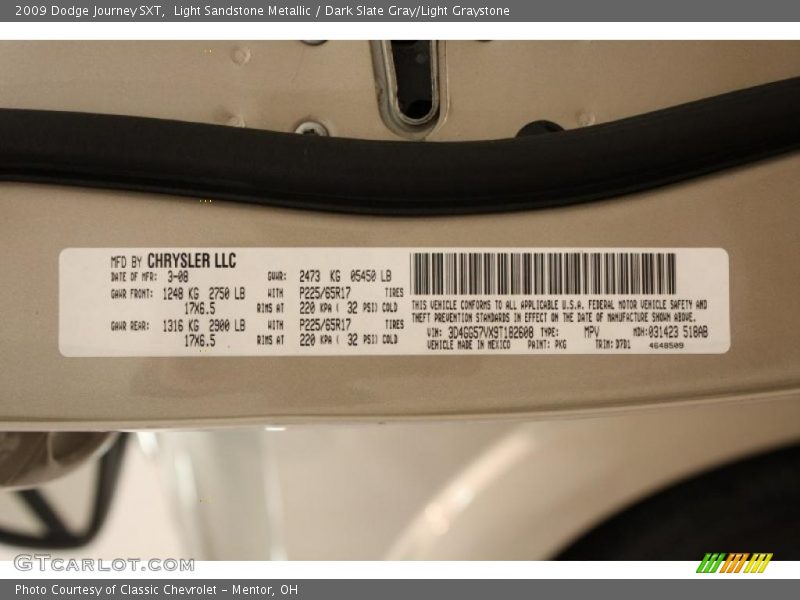 2009 Dodge Journey SXT, Light Sandstone Metallic / Dark Slate Gray/Light Graystone
MFD BY CHRYSLER LLC
DATE OF MFR: 3-08 GVWR: 2473 KG 05450 LB
GAWR FRONT: 1248 KG 2750 LB WITH P225/65R17 TIRES
17X6.5 RIMS AT 220 KPA ( 32 PSI) COLD
GAWR REAR: 1316 KG 2900 LB WITH P225/65R17 TIRES
17X6.5 RIMS AT 220 KPA ( 32 PSI) COLD
THIS VEHICLE CONFORMS TO ALL APPLICABLE U.S.A. FEDERAL MOTOR VEHICLE SAFETY AND
THEFT PREVENTION STANDARDS IN EFFECT ON THE DATE OF MANUFACTURE SHOWN ABOVE.
VIN: 3D4GG57VX9T182608 TYPE: MPV MDH:031423 518AB
VEHICLE MADE IN MEXICO PAINT: PKG TRIM: D7D1 4648509
GTCARLOT.COM
Photo Courtesy of Classic Chevrolet - Mentor, OH